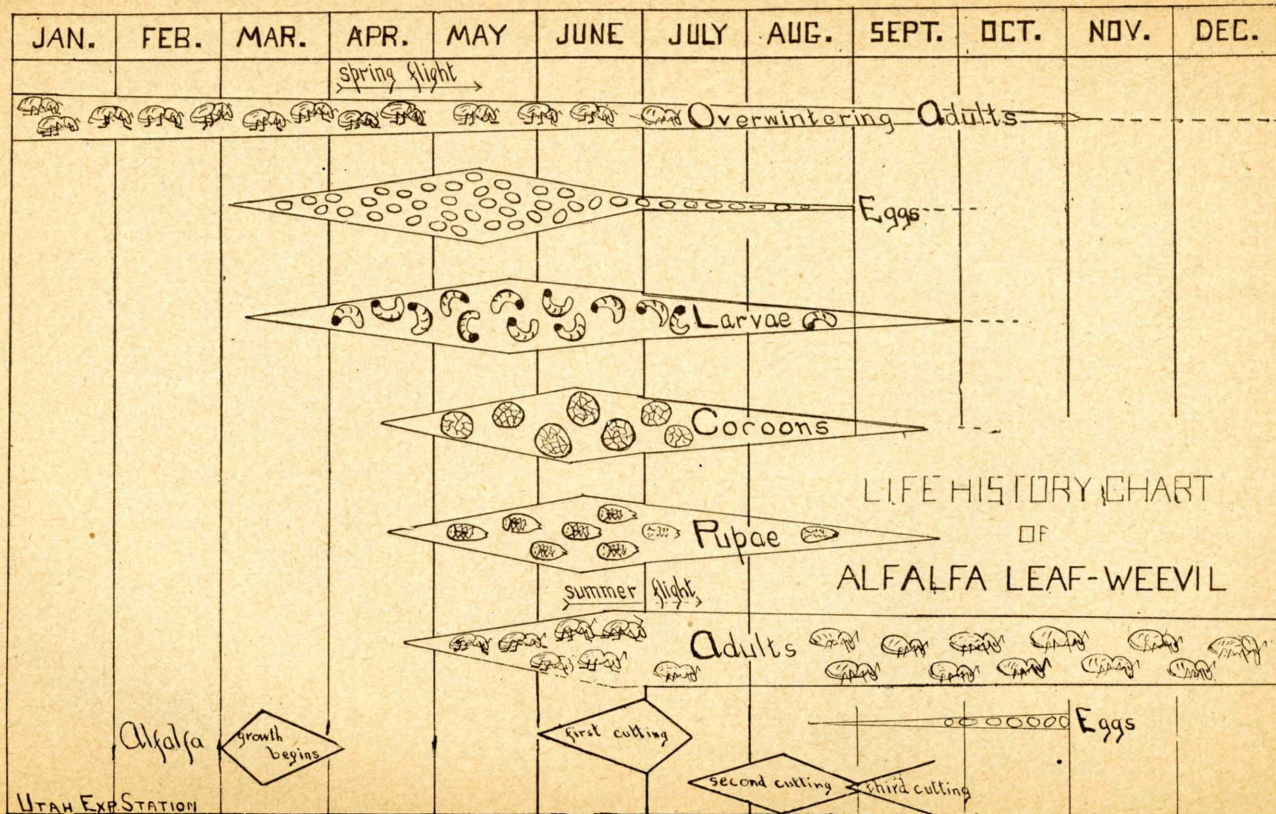 JAN. FEB. MAR. APR. MAY JUNE JULY AUG. SEPT. OCT. NOV. DEC.
spring flight
Overwintering Adults
Eggs
Larvae
Cocoons
LIFE HISTORY CHART
OF
Pupae
ALFALFA LEAF-WEEVIL
summer flight
Adults
Eggs
Alfalfa
growth
begins
first cutting
second cutting
third cutting
UTAH EXP. STATION